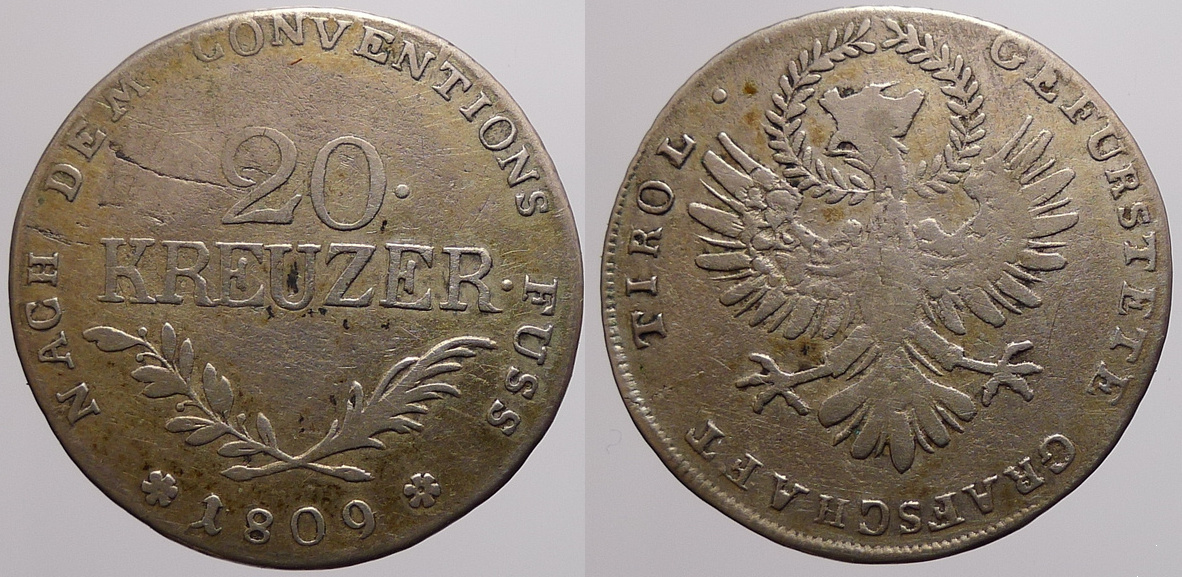 NACH DEM CONVENTIONS FUSS
20.
KREUZER.
1809
GEFURSTETE GRAFSCHAFT TIROL.